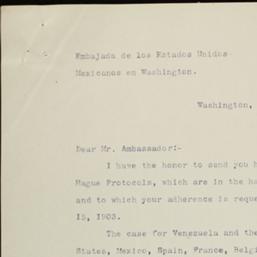 Embajada de los Estados Unidos
Mexicanos en Washington.
Washington,
Dear Mr. Ambassador:-
I have the honor to send you
Hague Protocols, which are in the
and to which your adherence is
15, 1903.
The case for Venezuela and the
States, Mexico, Spain, France,